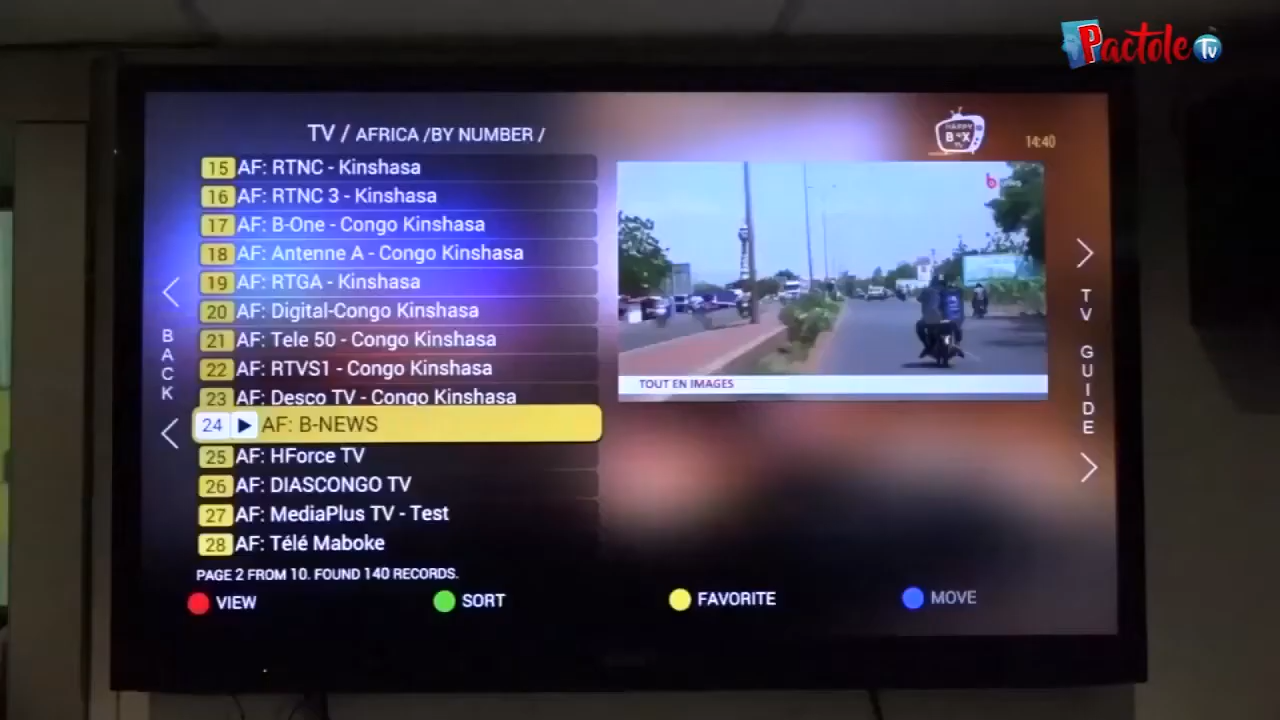 Pactole Tv
TV / AFRICA /BY NUMBER /
HAPPY
BOX
TV
14:40
15 AF: RTNC - Kinshasa
16 AF: RTNC 3 - Kinshasa
17 AF: B-One - Congo Kinshasa
18 AF: Antenne A - Congo Kinshasa
19 AF: RTGA - Kinshasa
20 AF: Digital-Congo Kinshasa
21 AF: Tele 50 - Congo Kinshasa
22 AF: RTVS1 - Congo Kinshasa
23 AF: Desco TV - Congo Kinshasa
24 AF: B-NEWS
25 AF: HForce TV
26 AF: DIASCONGO TV
27 AF: MediaPlus TV - Test
28 AF: Télé Maboke
PAGE 2 FROM 10. FOUND 140 RECORDS.
VIEW SORT FAVORITE MOVE
BACK
TOUT EN IMAGES
TV GUIDE